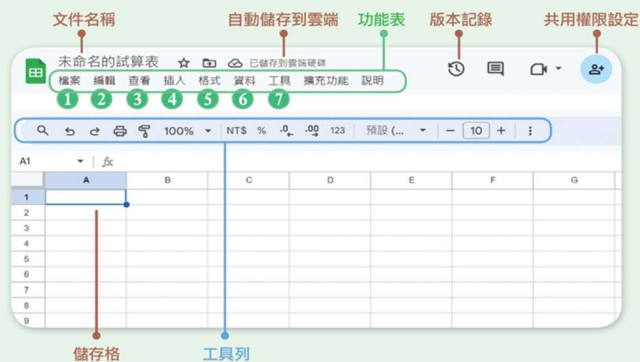 文件名稱 自動儲存到雲端 功能表 版本記錄 共用權限設定
未命名的試算表 已儲存到雲端硬碟
檔案 編輯 查看 插入 格式 資料 工具 擴充功能 說明
1 2 3 4 5 6 7
100% NT$ % .0 .00 123 預設 (... 10
A1 fx
A B C D E F G
1
2
3
4
5
6
7
8
9
儲存格 工具列